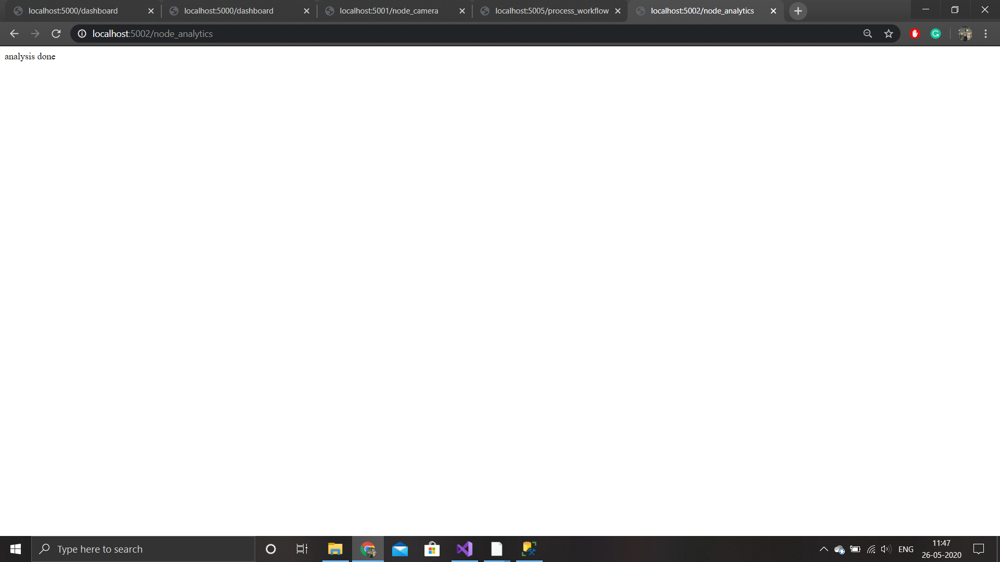 localhost:5000/dashboard
localhost:5000/dashboard
localhost:5001/node_camera
localhost:5005/process_workflow
localhost:5002/node_analytics
localhost:5002/node_analytics
analysis done
Type here to search
ENG
11:47
26-05-2020